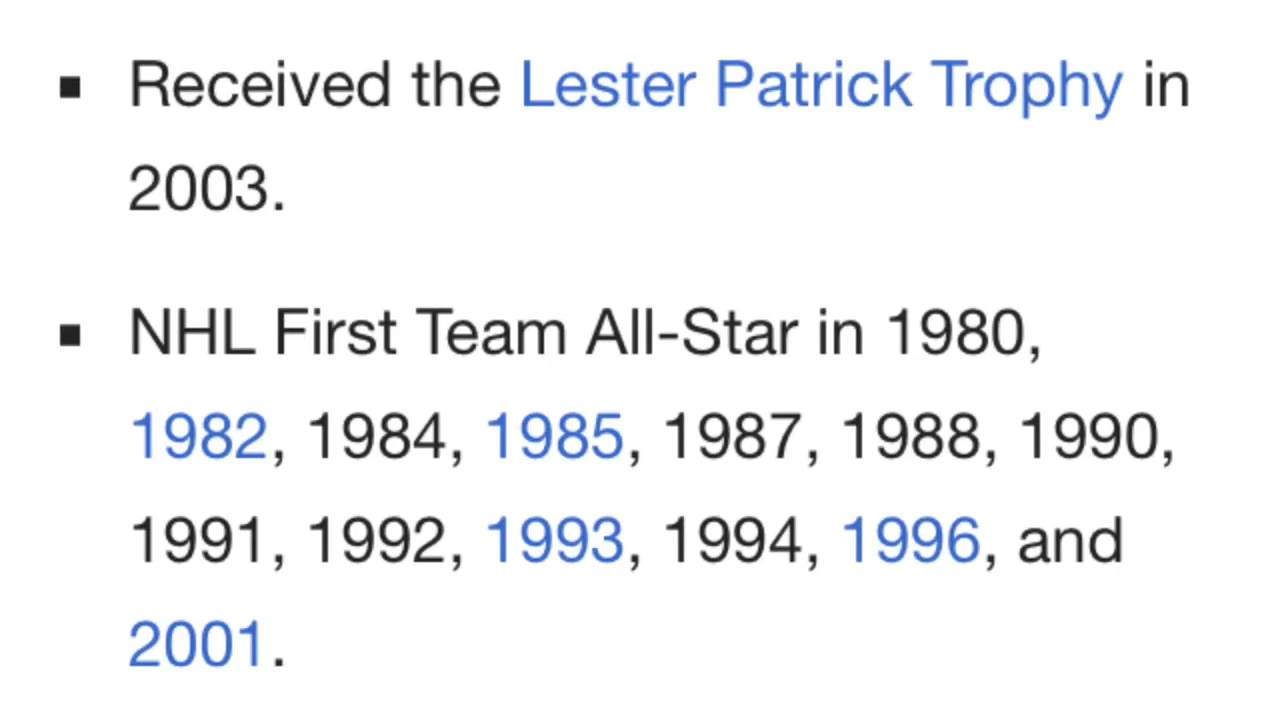 ▪ Received the Lester Patrick Trophy in
2003.
▪ NHL First Team All-Star in 1980,
1982, 1984, 1985, 1987, 1988, 1990,
1991, 1992, 1993, 1994, 1996, and
2001.